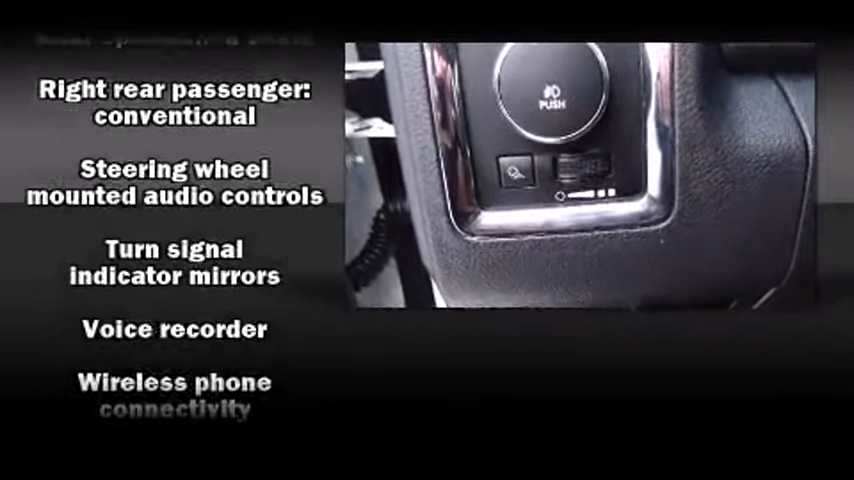 Right rear passenger:
conventional
Steering wheel
mounted audio controls
Turn signal
indicator mirrors
Voice recorder
Wireless phone
connectivity
PUSH